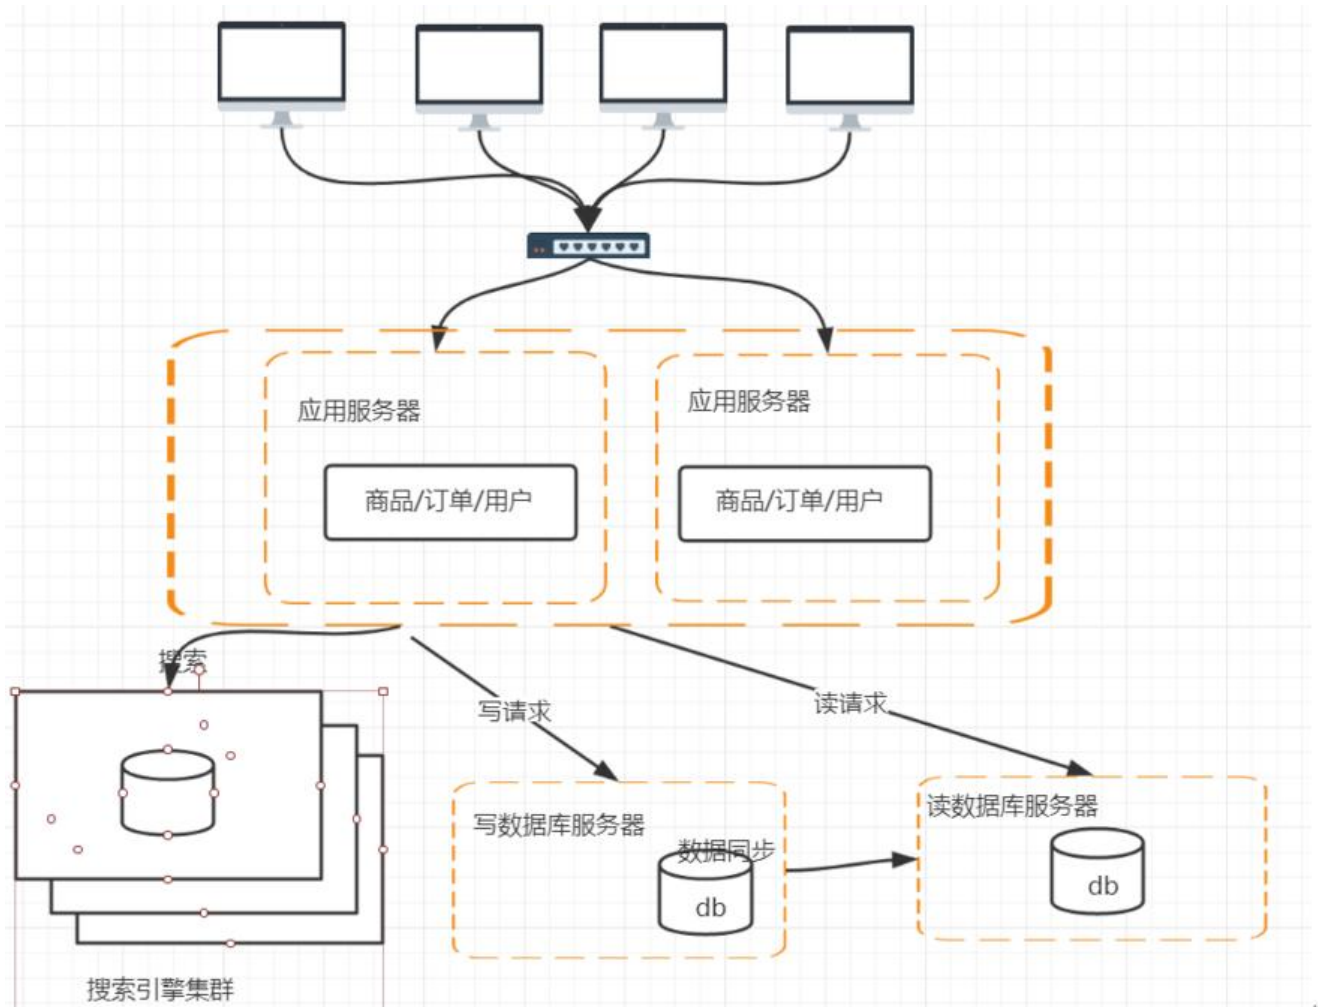 应用服务器
应用服务器
商品/订单/用户
商品/订单/用户
搜索
写请求
读请求
写数据库服务器
读数据库服务器
数据同步
db
db
搜索引擎集群